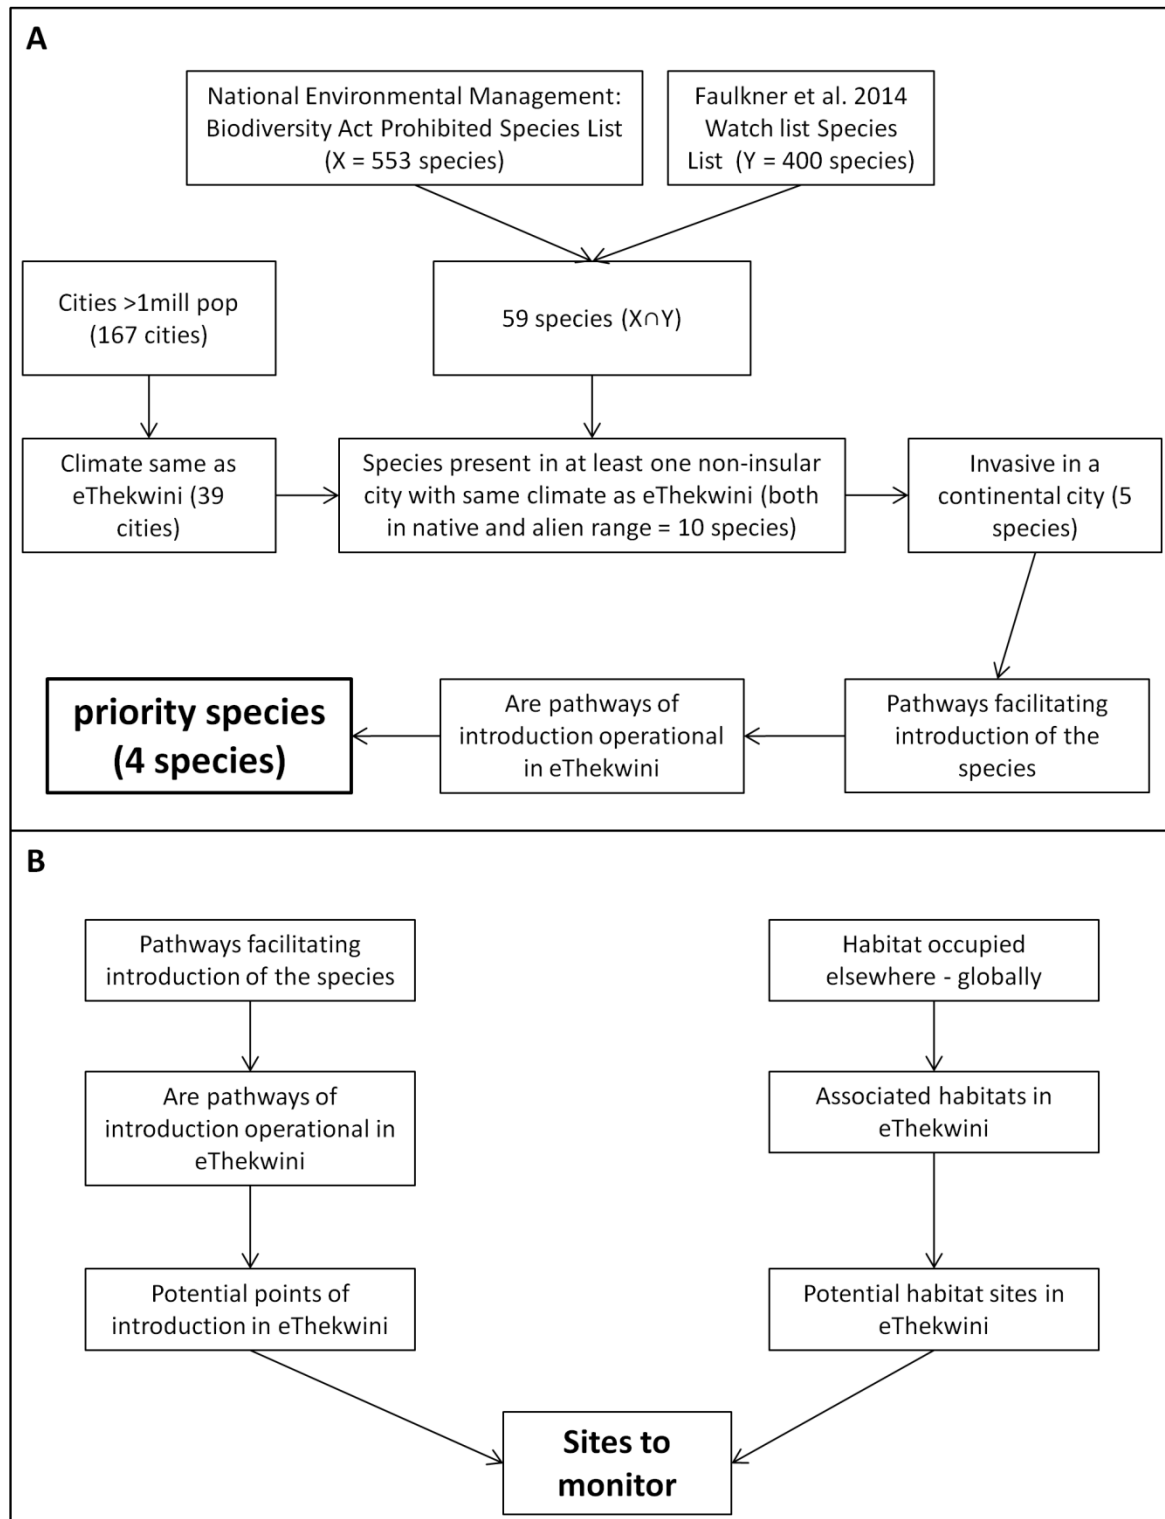 A
National Environmental Management:
Biodiversity Act Prohibited Species List
(X = 553 species)
Faulkner et al. 2014
Watch list Species
List (Y = 400 species)
Cities >1mill pop
(167 cities)
59 species (X∩Y)
Climate same as
eThekwini (39
cities)
Species present in at least one non-insular
city with same climate as eThekwini (both
in native and alien range = 10 species)
Invasive in a
continental city (5
species)
priority species
(4 species)
Are pathways of
introduction operational
in eThekwini
Pathways facilitating
introduction of the
species
B
Pathways facilitating
introduction of the species
Habitat occupied
elsewhere - globally
Are pathways of
introduction operational in
eThekwini
Associated habitats in
eThekwini
Potential points of
introduction in eThekwini
Potential habitat sites in
eThekwini
Sites to
monitor